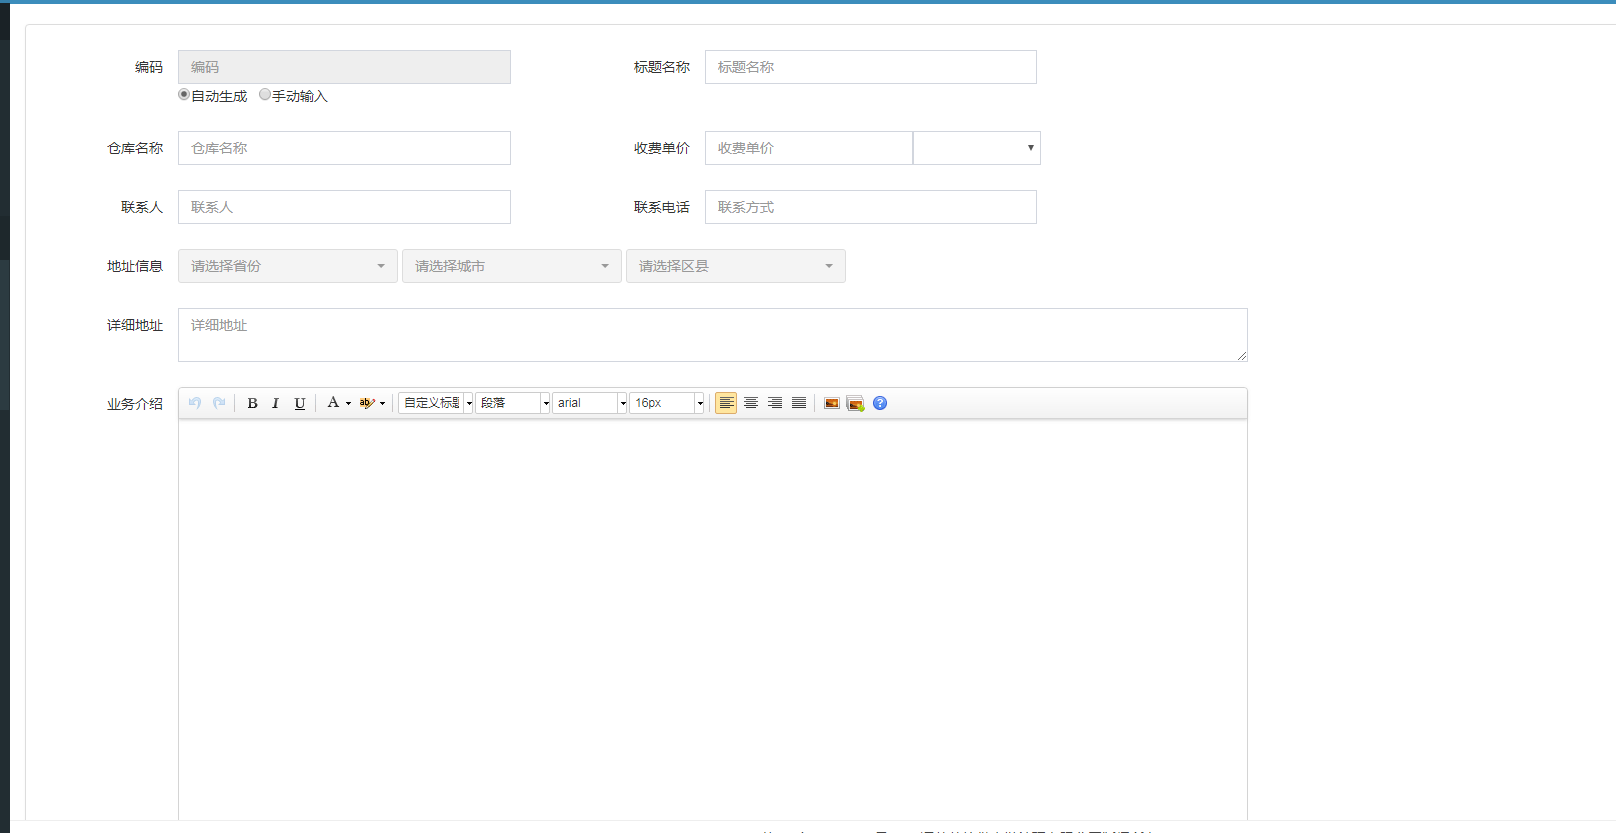 编码 编码 标题名称 标题名称
自动生成 手动输入
仓库名称 仓库名称 收费单价 收费单价
联系人 联系人 联系电话 联系方式
地址信息 请选择省份 请选择城市 请选择区县
详细地址 详细地址
业务介绍 B I U A ab 自定义标题 段落 arial 16px